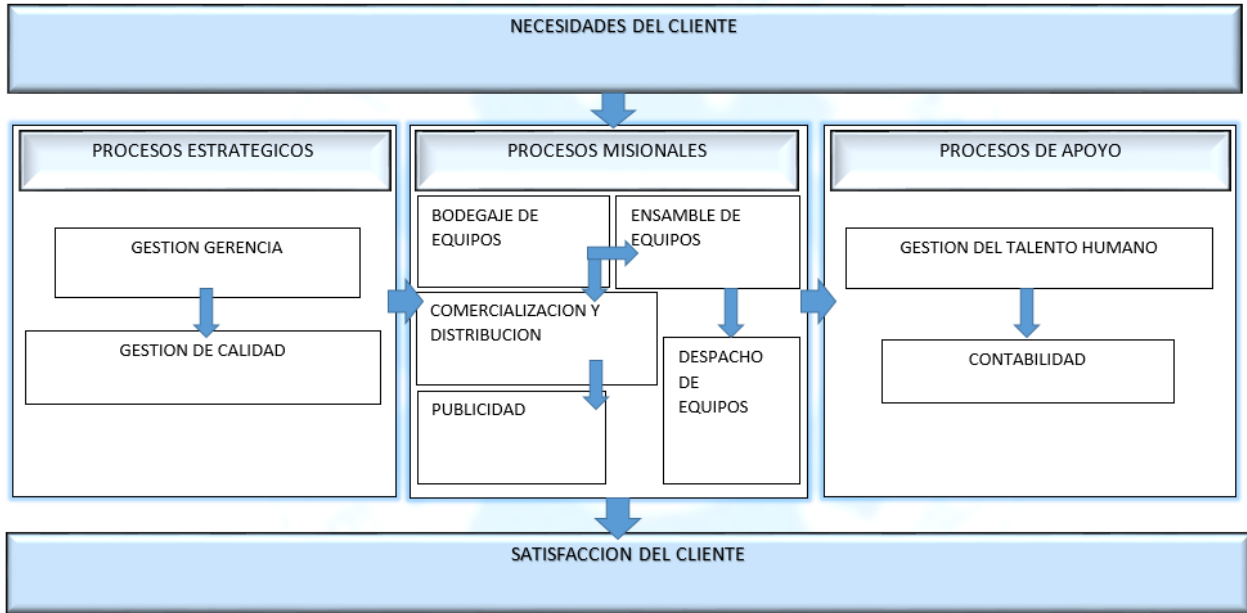 NECESIDADES DEL CLIENTE
PROCESOS ESTRATEGICOS
GESTION GERENCIA
GESTION DE CALIDAD
PROCESOS MISIONALES
BODEGAJE DE
EQUIPOS
ENSAMBLE DE
EQUIPOS
COMERCIALIZACION Y
DISTRIBUCION
DESPACHO
DE
EQUIPOS
PUBLICIDAD
PROCESOS DE APOYO
GESTION DEL TALENTO HUMANO
CONTABILIDAD
SATISFACCION DEL CLIENTE